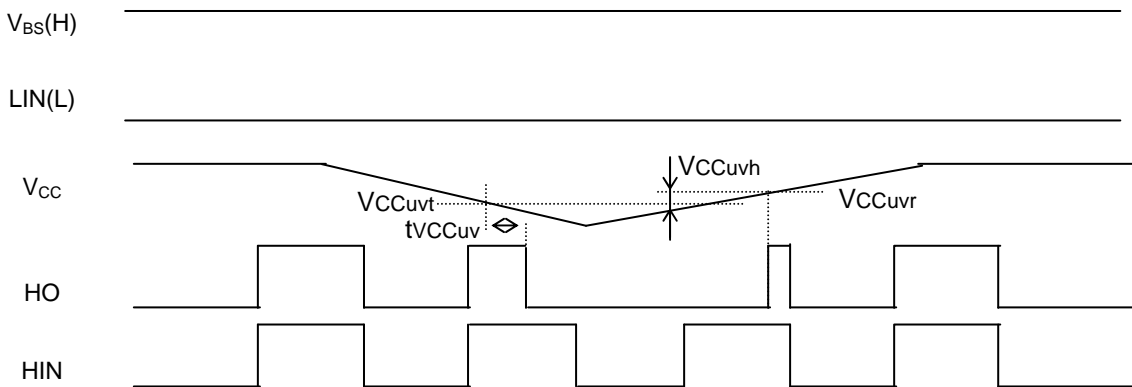 VBS(H)
LIN(L)
VCC
VCCuvh
VCCuvt
VCCuvr
tVCCuv
HO
HIN